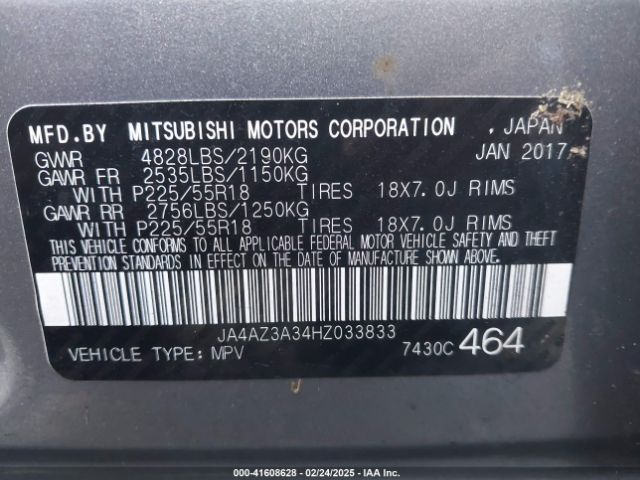 MFD.BY MITSUBISHI MOTORS CORPORATION . JAPAN
GVWR 4828LBS/2190KG JAN 2017
GAWR FR 2535LBS/1150KG
WITH P225/55R18 TIRES 18X7.0J RIMS
GAWR RR 2756LBS/1250KG
WITH P225/55R18 TIRES 18X7.0J RIMS
THIS VEHICLE CONFORMS TO ALL APPLICABLE FEDERAL MOTOR VEHICLE SAFETY AND THEFT
PREVENTION STANDARDS IN EFFECT ON THE DATE OF MANUFACTURE SHOWN ABOVE.
JA4AZ3A34HZ033833
VEHICLE TYPE: MPV 7430C 464
000-41608628 - 02/24/2025 - IAA, Inc.